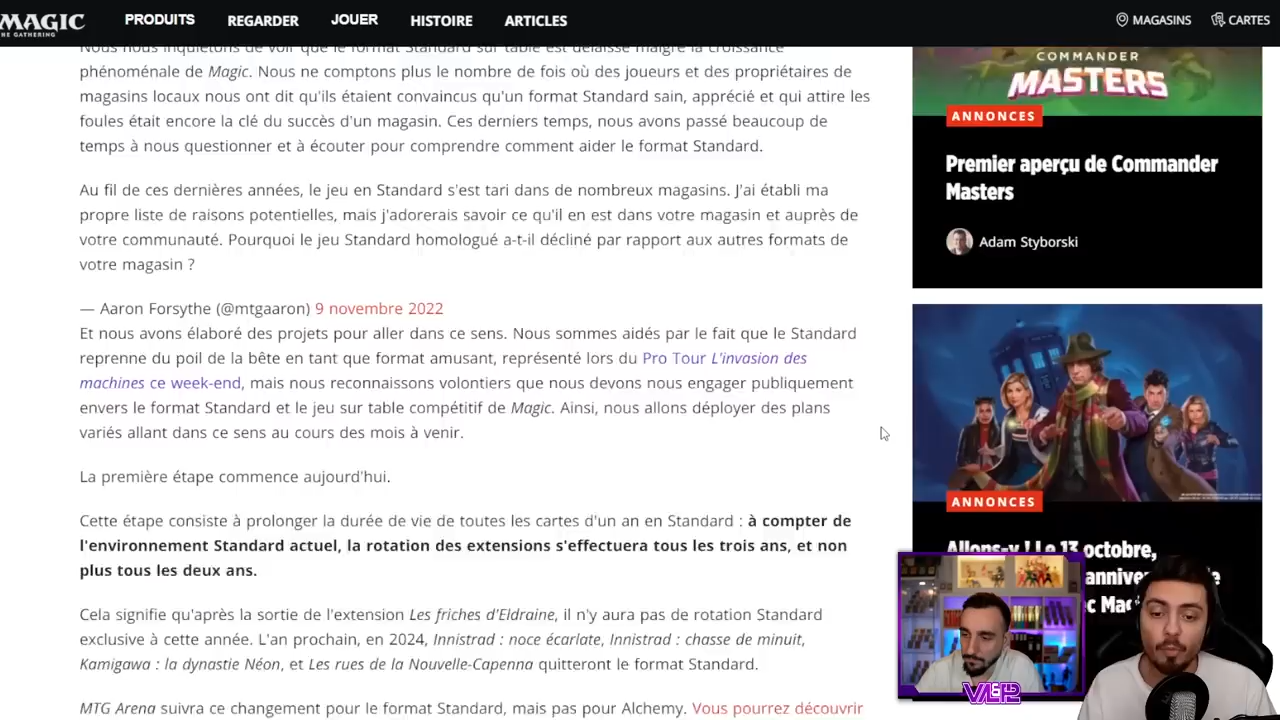 MAGIC
THE GATHERING
PRODUITS
REGARDER
JOUER
HISTOIRE
ARTICLES
MAGASINS
CARTES
Nous nous inquiétons de voir que le format Standard sur table est délaissé malgré la croissance
phénoménale de Magic. Nous ne comptons plus le nombre de fois où des joueurs et des propriétaires de
magasins locaux nous ont dit qu'ils étaient convaincus qu'un format Standard sain, apprécié et qui attire les
foules était encore la clé du succès d'un magasin. Ces derniers temps, nous avons passé beaucoup de
temps à nous questionner et à écouter pour comprendre comment aider le format Standard.
Au fil de ces dernières années, le jeu en Standard s'est tari dans de nombreux magasins. J'ai établi ma
propre liste de raisons potentielles, mais j'adorerais savoir ce qu'il en est dans votre magasin et auprès de
votre communauté. Pourquoi le jeu Standard homologué a-t-il décliné par rapport aux autres formats de
votre magasin ?
— Aaron Forsythe (@mtgaaron) 9 novembre 2022
Et nous avons élaboré des projets pour aller dans ce sens. Nous sommes aidés par le fait que le Standard
reprenne du poil de la bête en tant que format amusant, représenté lors du Pro Tour L'invasion des
machines ce week-end, mais nous reconnaissons volontiers que nous devons nous engager publiquement
envers le format Standard et le jeu sur table compétitif de Magic. Ainsi, nous allons déployer des plans
variés allant dans ce sens au cours des mois à venir.
La première étape commence aujourd'hui.
Cette étape consiste à prolonger la durée de vie de toutes les cartes d'un an en Standard : à compter de
l'environnement Standard actuel, la rotation des extensions s'effectuera tous les trois ans, et non
plus tous les deux ans.
Cela signifie qu'après la sortie de l'extension Les friches d'Eldraine, il n'y aura pas de rotation Standard
exclusive à cette année. L'an prochain en 2024, Innistrad : noce écarlate, Innistrad : chasse de minuit,
Kamigawa : la dynastie Néon, et Les rues de la Nouvelle-Capenna quitteront le format Standard.
MTG Arena suivra ce changement pour le format Standard, mais pas pour Alchemy. Vous pourrez découvrir
COMMANDER
MASTERS
ANNONCES
Premier aperçu de Commander
Masters
Adam Styborski
ANNONCES
Allons-y ! Le 13 octobre,